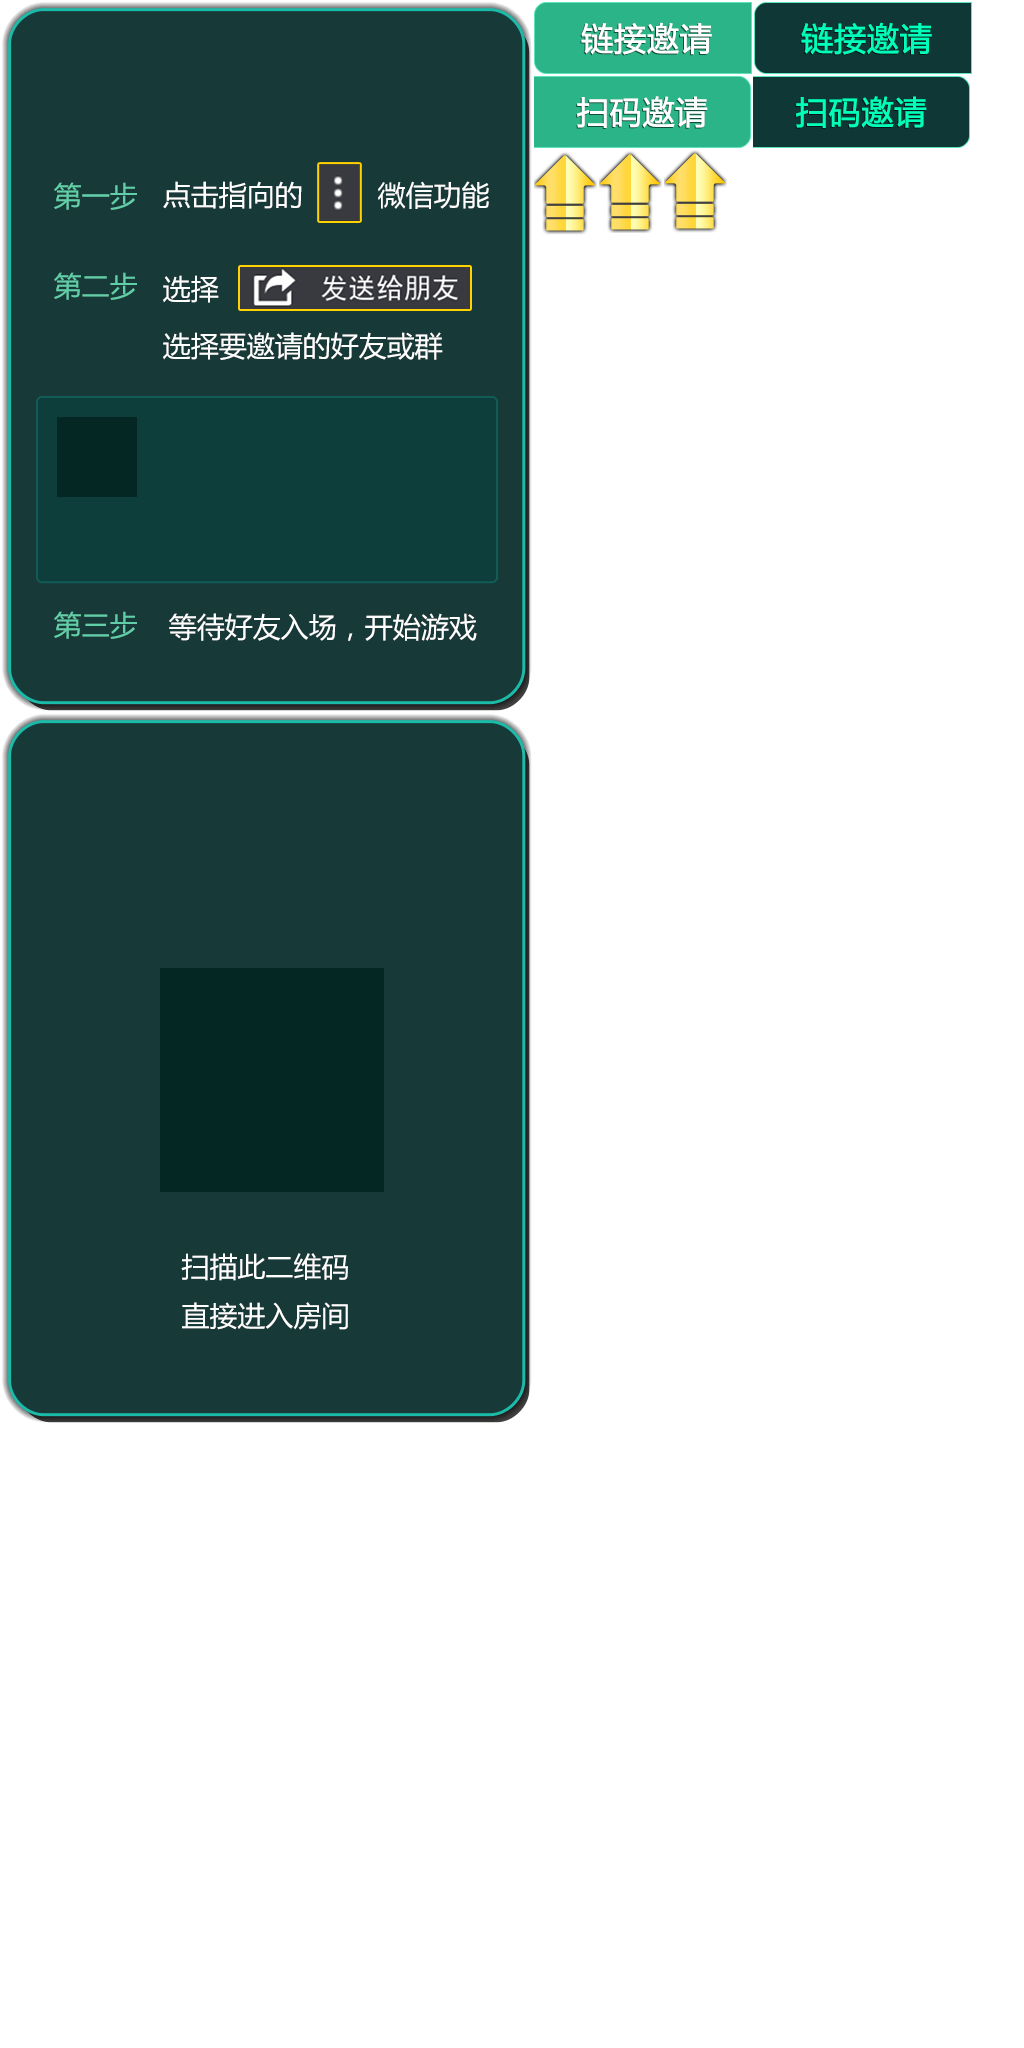 链接邀请 链接邀请
扫码邀请 扫码邀请
第一步 点击指向的 微信功能
第二步 选择 发送给朋友
选择要邀请的好友或群
第三步 等待好友入场，开始游戏
扫描此二维码
直接进入房间